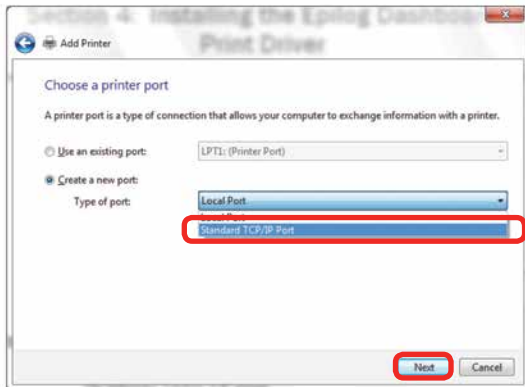 Section 4: Installing the Epilog Dashboard
Print Driver
Add Printer
Choose a printer port
A printer port is a type of connection that allows your computer to exchange information with a printer.
Use an existing port:
LPT1: (Printer Port)
Create a new port:
Type of port:
Local Port
Local Port
Standard TCP/IP Port
Next
Cancel